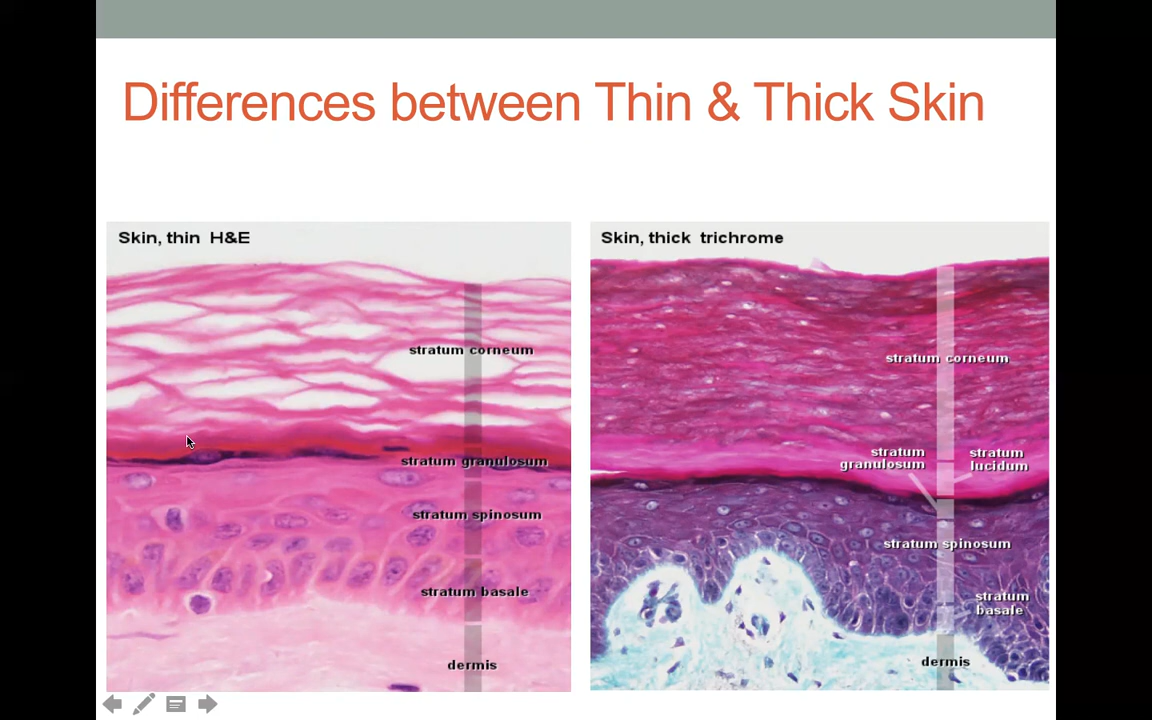 Differences between Thin & Thick Skin
Skin, thin H&E
stratum corneum
stratum granulosum
stratum spinosum
stratum basale
dermis
Skin, thick trichrome
stratum corneum
stratum
granulosum
stratum
lucidum
stratum spinosum
stratum
basale
dermis